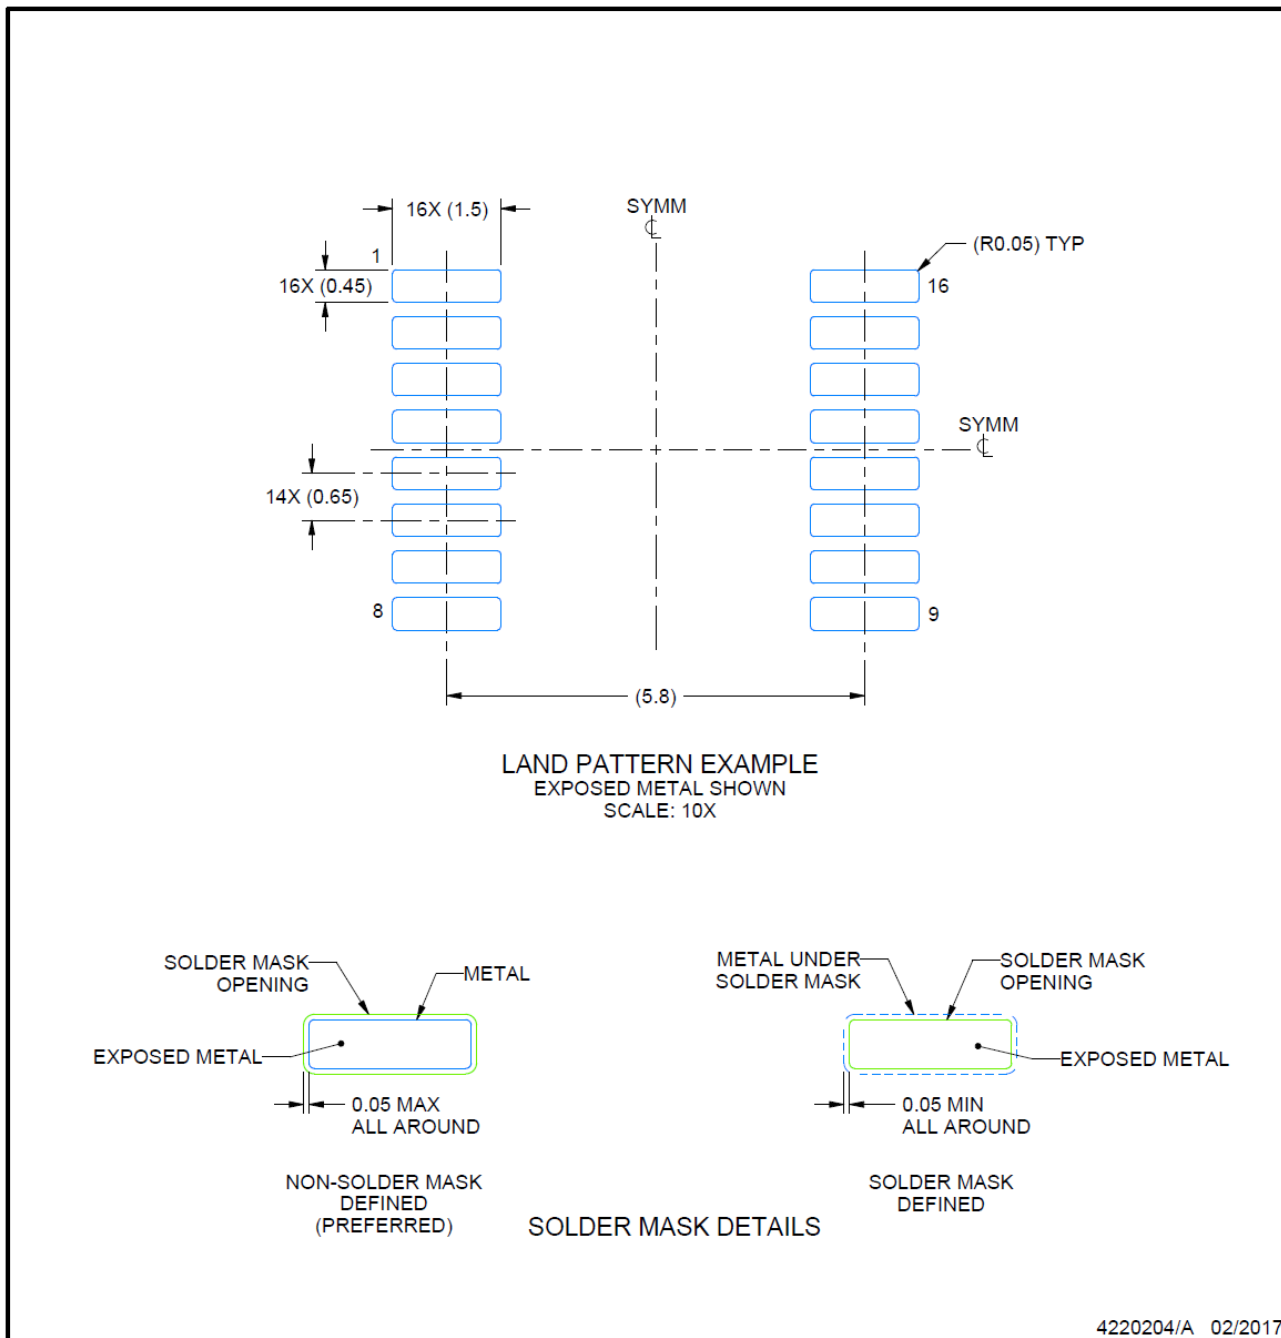 16X (1.5)
SYMM
℄
(R0.05) TYP
1
16X (0.45)
16
SYMM
℄
14X (0.65)
8
9
(5.8)
LAND PATTERN EXAMPLE
EXPOSED METAL SHOWN
SCALE: 10X
SOLDER MASK
OPENING
METAL
EXPOSED METAL
0.05 MAX
ALL AROUND
NON-SOLDER MASK
DEFINED
(PREFERRED)
METAL UNDER
SOLDER MASK
SOLDER MASK
OPENING
EXPOSED METAL
0.05 MIN
ALL AROUND
SOLDER MASK
DEFINED
SOLDER MASK DETAILS
4220204/A 02/2017